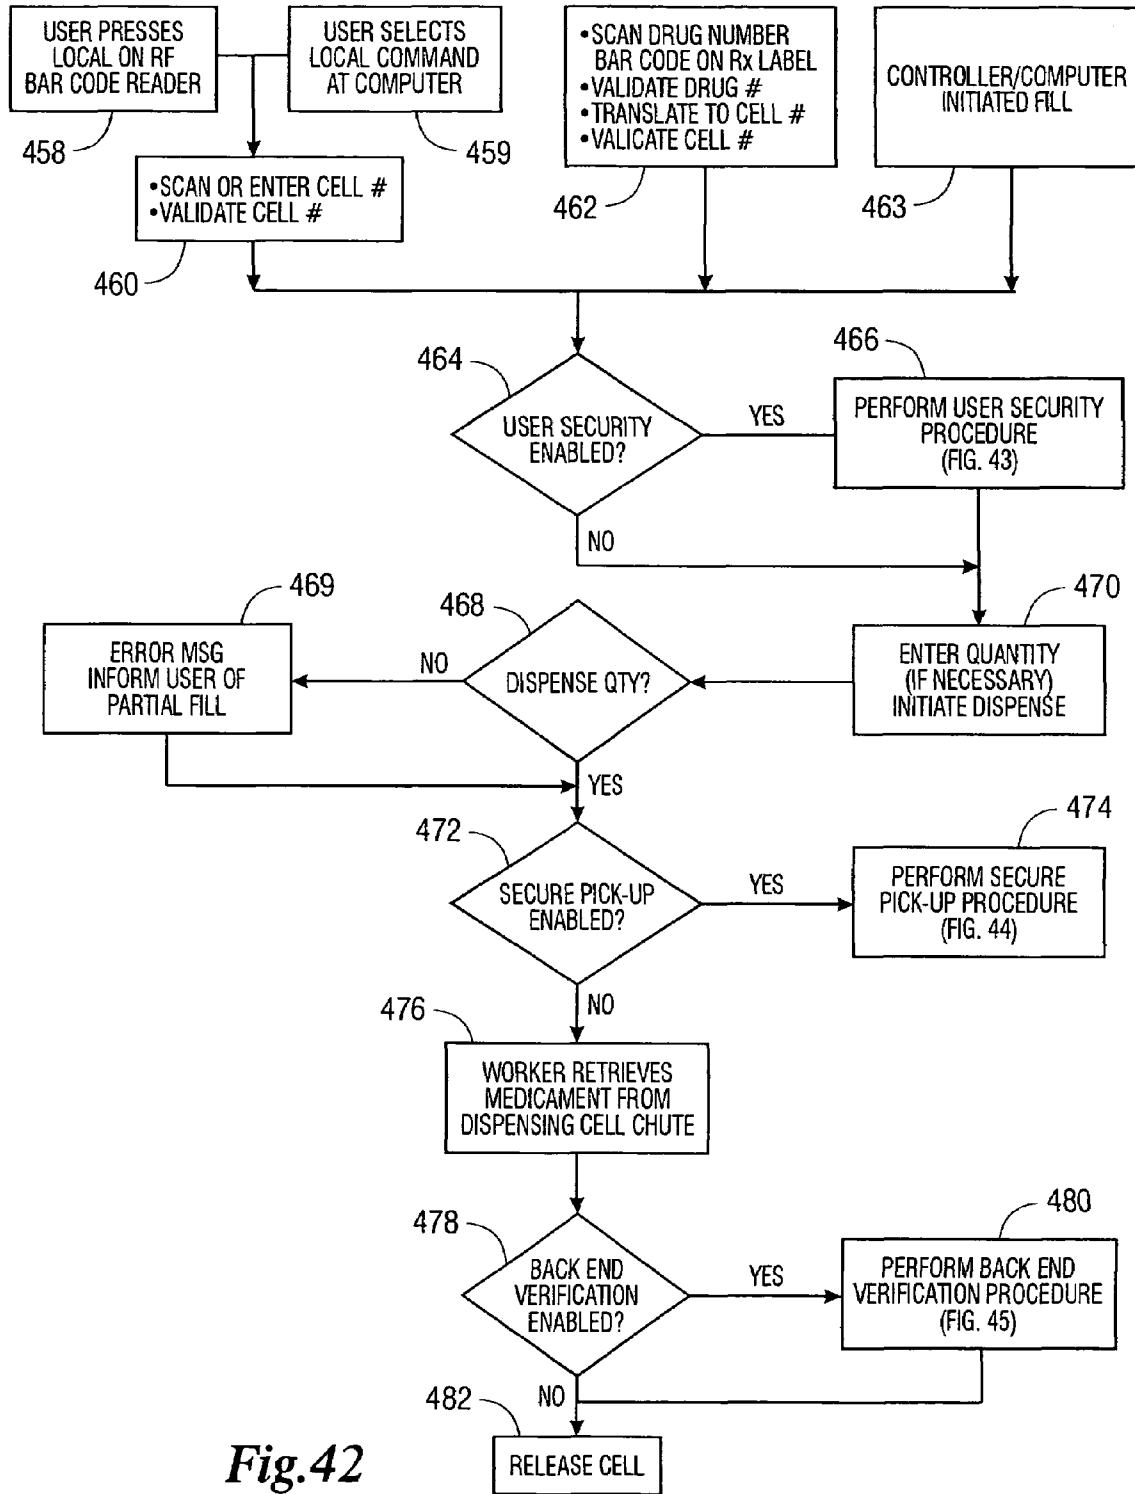 USER PRESSES
LOCAL ON RF
BAR CODE READER
458
USER SELECTS
LOCAL COMMAND
AT COMPUTER
459
•SCAN DRUG NUMBER
BAR CODE ON Rx LABEL
•VALIDATE DRUG #
•TRANSLATE TO CELL #
•VALICATE CELL #
462
CONTROLLER/COMPUTER
INITIATED FILL
463
•SCAN OR ENTER CELL #
•VALIDATE CELL #
460
464
USER SECURITY
ENABLED?
YES
NO
466
PERFORM USER SECURITY
PROCEDURE
(FIG. 43)
469
ERROR MSG
INFORM USER OF
PARTIAL FILL
468
NO
DISPENSE QTY?
YES
470
ENTER QUANTITY
(IF NECESSARY)
INITIATE DISPENSE
472
SECURE PICK-UP
ENABLED?
YES
NO
474
PERFORM SECURE
PICK-UP PROCEDURE
(FIG. 44)
476
WORKER RETRIEVES
MEDICAMENT FROM
DISPENSING CELL CHUTE
478
BACK END
VERIFICATION
ENABLED?
YES
NO
480
PERFORM BACK END
VERIFICATION PROCEDURE
(FIG. 45)
482
RELEASE CELL
Fig.42